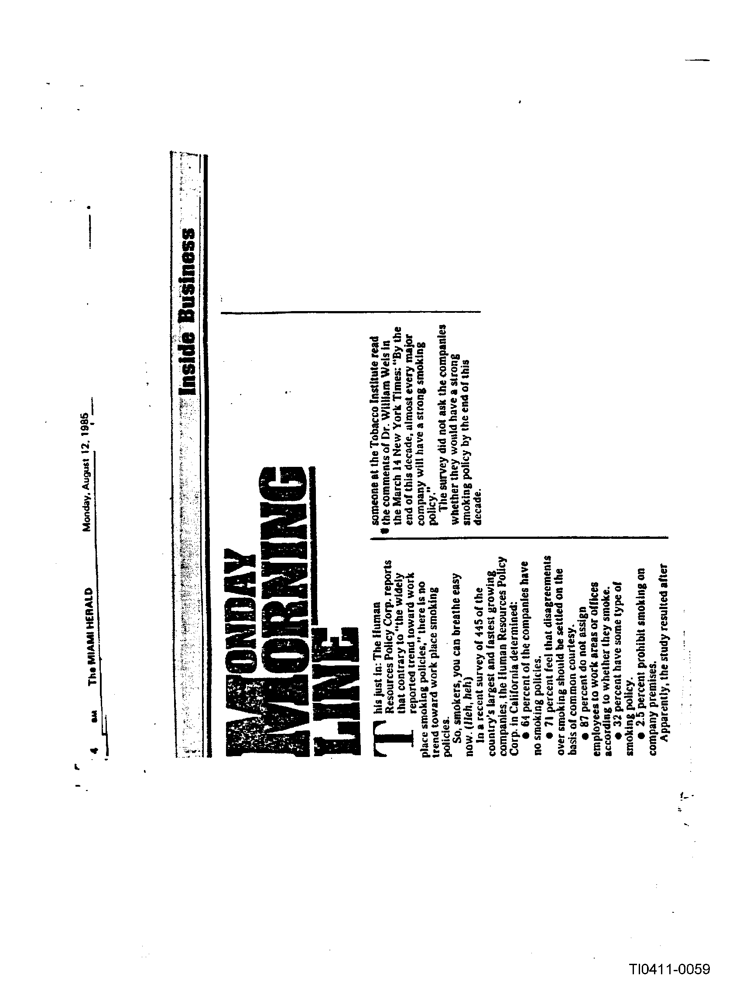 4 BM The MIAMI HERALD Monday, August 12, 1985
Inside Business
MONDAY
MORNING
LINE
This just in: The Human
Resources Policy Corp. reports
that contrary to "the widely
reported trend toward work
place smoking policies," there is no
trend toward work place smoking
policies.
So, smokers, you can breathe easy
now. (Heh, heh)
In a recent survey of 445 of the
country's largest and fastest growing
companies, the Human Resources Policy
Corp. in California determined:
● 64 percent of the companies have
no smoking policies.
● 71 percent feel that disagreements
over smoking should be settled on the
basis of common courtesy.
● 87 percent do not assign
employees to work areas or offices
according to whether they smoke.
● 32 percent have some type of
smoking policy.
● 2.5 percent prohibit smoking on
company premises.
Apparently, the study resulted after
someone at the Tobacco Institute read
the comments of Dr. William Weis in
the March 14 New York Times: "By the
end of this decade, almost every major
company will have a strong smoking
policy."
The survey did not ask the companies
whether they would have a strong
smoking policy by the end of this
decade.
TI0411-0059